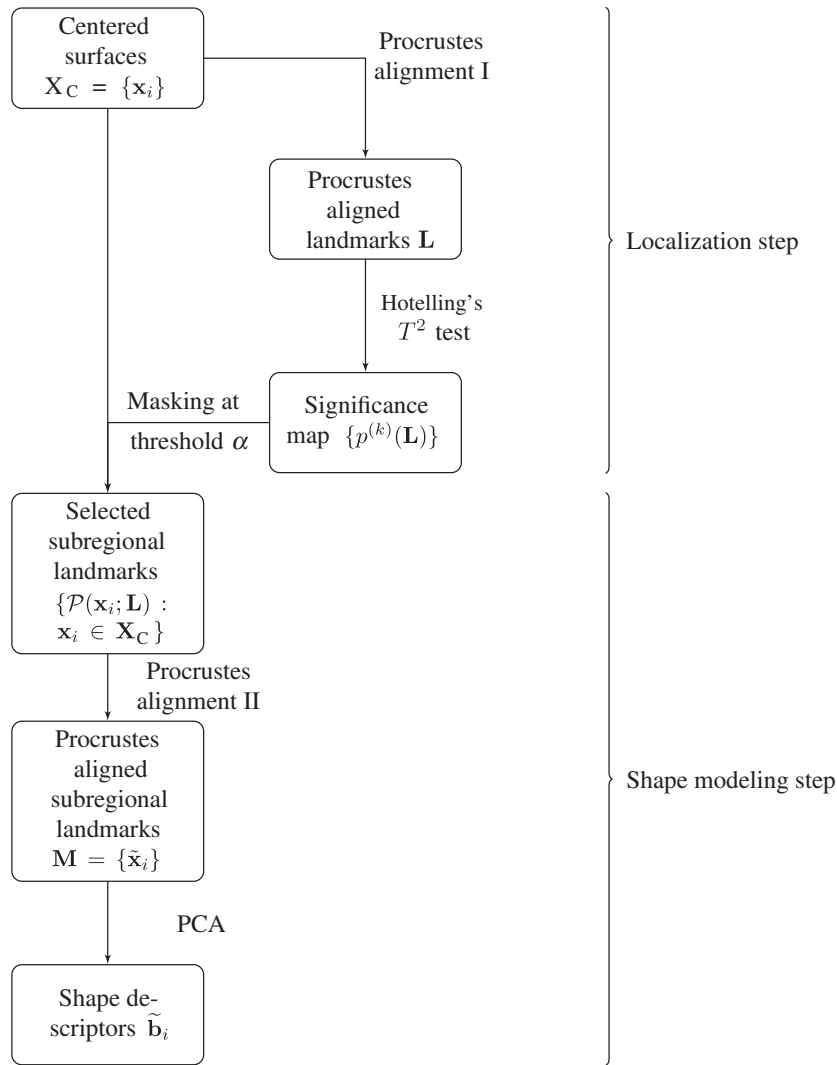 Centered
surfaces
X_C = {x_i}
Procrustes
alignment I
Procrustes
aligned
landmarks L
Localization step
Hotelling's
T² test
Masking at
threshold α
Significance
map {p^(k)(L)}
Selected
subregional
landmarks
{𝒫(x_i; L) :
x_i ∈ X_C}
Procrustes
alignment II
Procrustes
aligned
subregional
landmarks
M = {x̃_i}
Shape modeling step
PCA
Shape de-
scriptors b̃_i